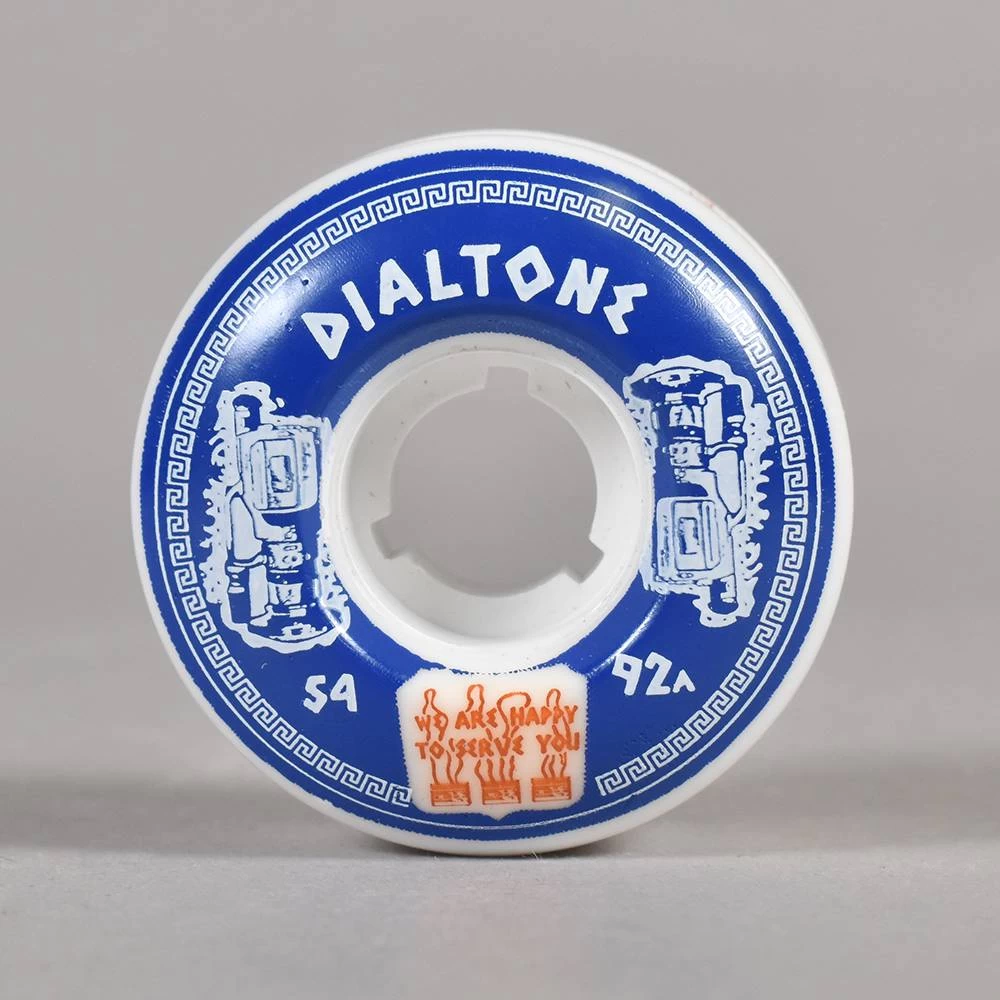 DIALTONE
54
92A
WE ARE HAPPY
TO SERVE YOU